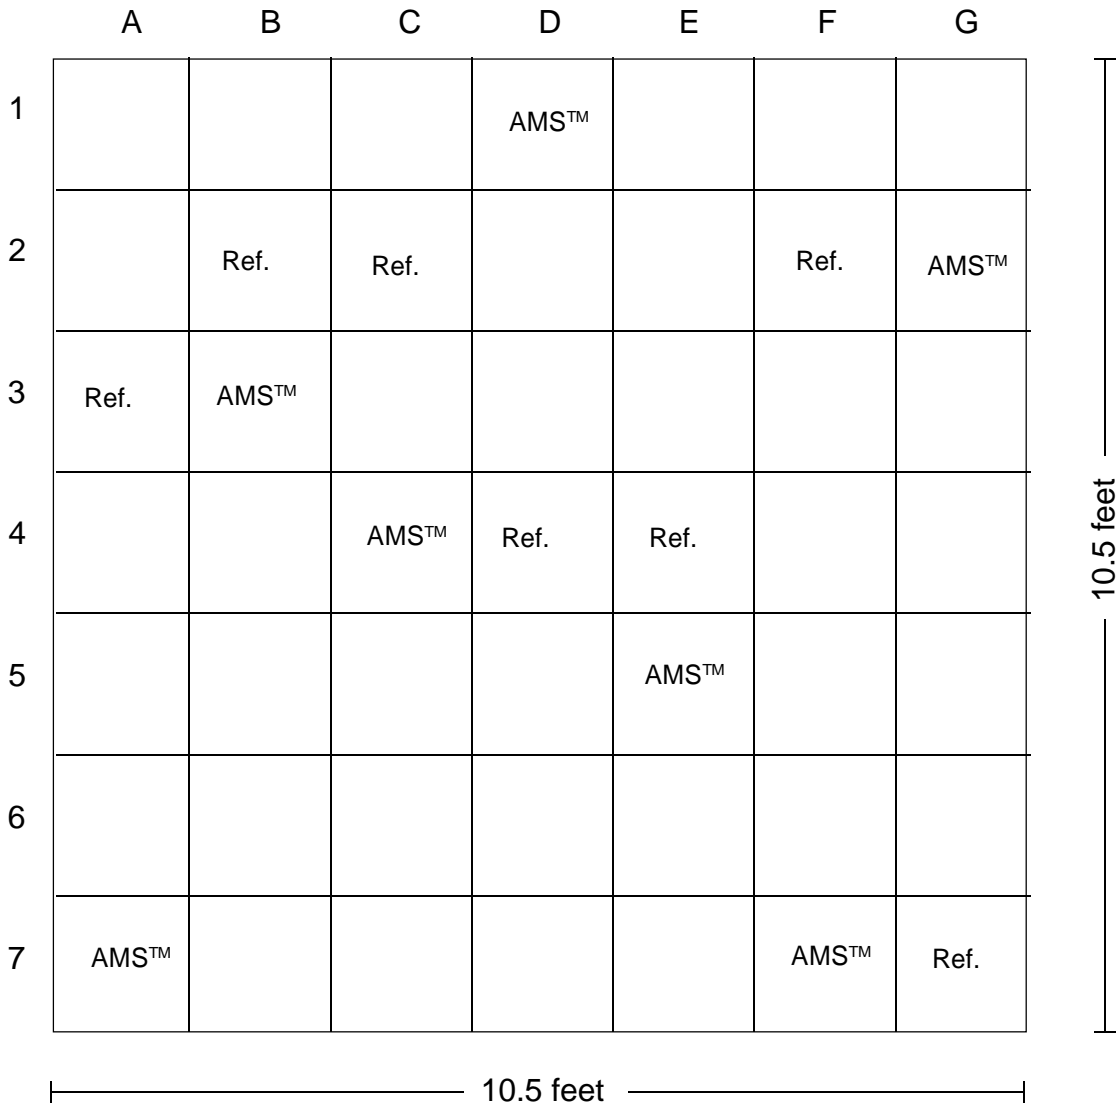 A B C D E F G
1 AMS™
2 Ref. Ref. Ref. AMS™
3 Ref. AMS™
4 AMS™ Ref. Ref.
5 AMS™
6
7 AMS™ AMS™ Ref.
10.5 feet
10.5 feet